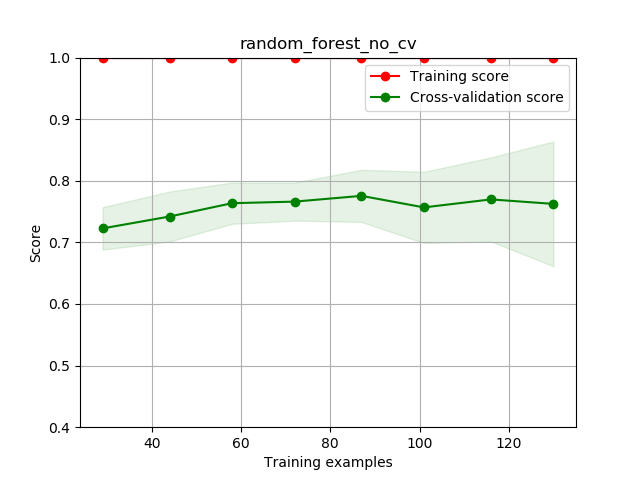 random_forest_no_cv
Training score
Cross-validation score
1.0
0.9
0.8
0.7
0.6
0.5
0.4
Score
40 60 80 100 120
Training examples